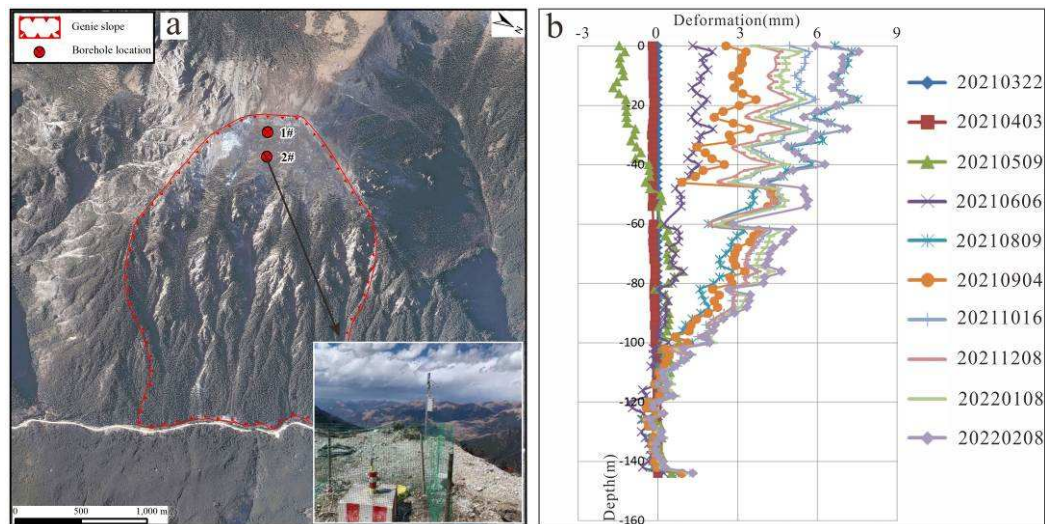 Genie slope
Borehole location
a
N
1#
2#
0 500 1,000 m
b
Deformation(mm)
-3 0 3 6 9
0
-20
-40
-60
-80
-100
-120
-140
-160
Depth(m)
20210322
20210403
20210509
20210606
20210809
20210904
20211016
20211208
20220108
20220208